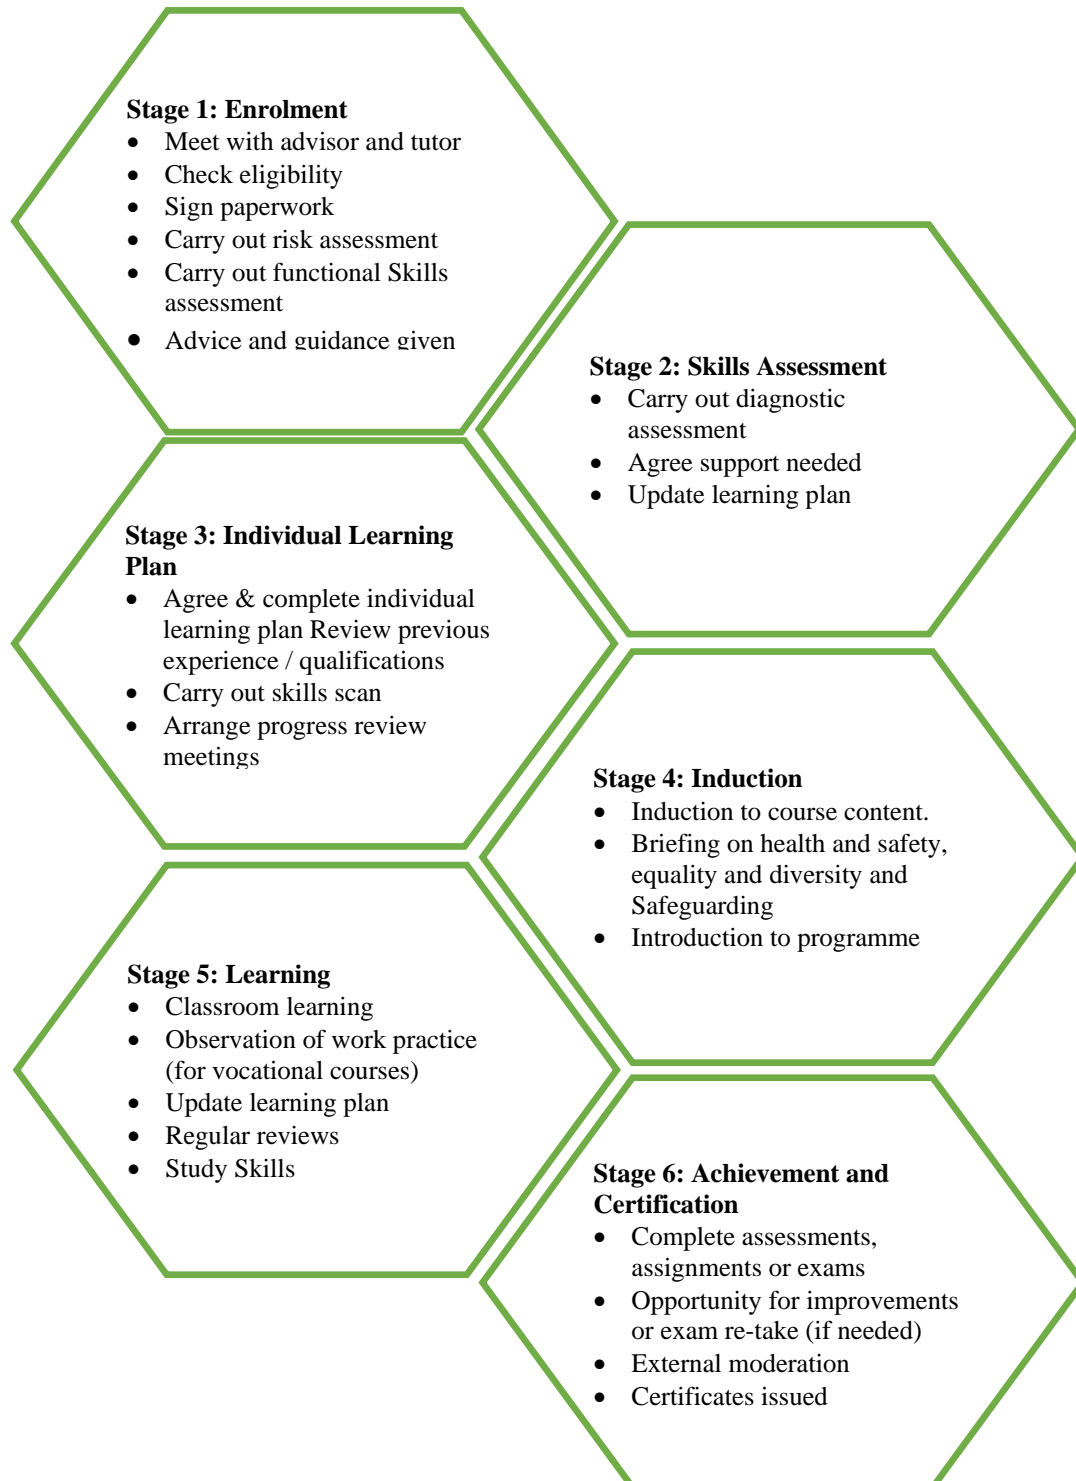 Stage 1: Enrolment
• Meet with advisor and tutor
• Check eligibility
• Sign paperwork
• Carry out risk assessment
• Carry out functional Skills
assessment
• Advice and guidance given
Stage 2: Skills Assessment
• Carry out diagnostic
assessment
• Agree support needed
• Update learning plan
Stage 3: Individual Learning
Plan
• Agree & complete individual
learning plan Review previous
experience / qualifications
• Carry out skills scan
• Arrange progress review
meetings
Stage 4: Induction
• Induction to course content.
• Briefing on health and safety,
equality and diversity and
Safeguarding
• Introduction to programme
Stage 5: Learning
• Classroom learning
• Observation of work practice
(for vocational courses)
• Update learning plan
• Regular reviews
• Study Skills
Stage 6: Achievement and
Certification
• Complete assessments,
assignments or exams
• Opportunity for improvements
or exam re-take (if needed)
• External moderation
• Certificates issued